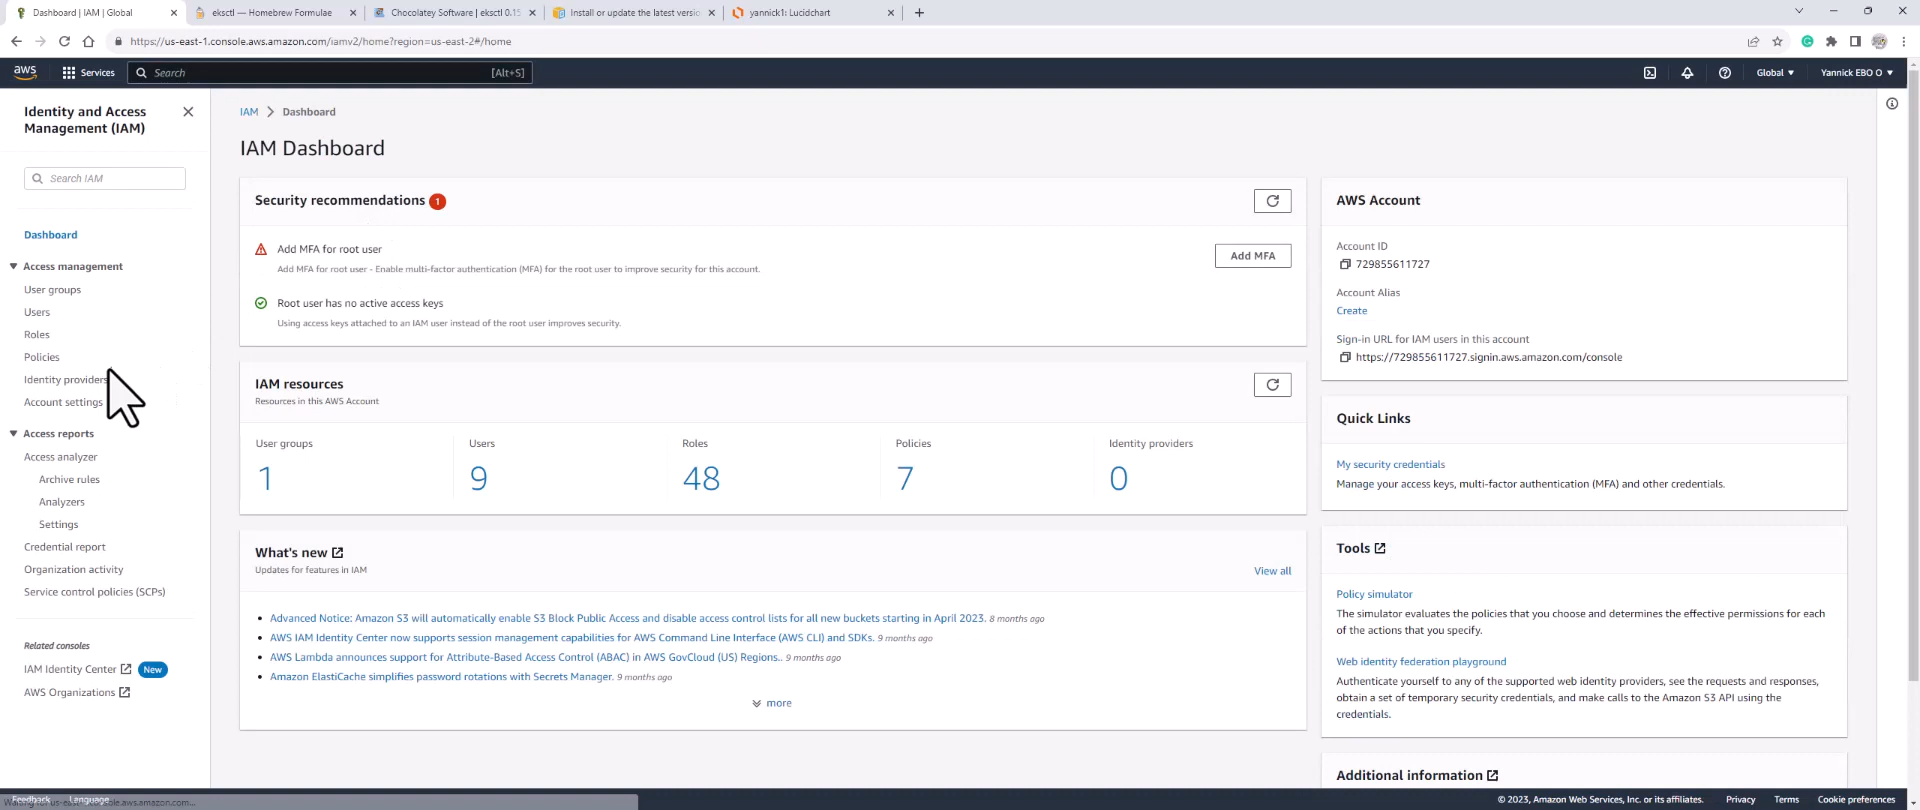 Dashboard | IAM | Global
eksctl — Homebrew Formulae
Chocolatey Software | eksctl 0.15
Install or update the latest versio
yannick1: Lucidchart
https://us-east-1.console.aws.amazon.com/iamv2/home?region=us-east-2#/home
aws
Services
Search
[Alt+S]
Global
Yannick EBO O
Identity and Access
Management (IAM)
Search IAM
Dashboard
Access management
User groups
Users
Roles
Policies
Identity providers
Account settings
Access reports
Access analyzer
Archive rules
Analyzers
Settings
Credential report
Organization activity
Service control policies (SCPs)
Related consoles
IAM Identity Center New
AWS Organizations
IAM > Dashboard
IAM Dashboard
Security recommendations 1
Add MFA for root user
Add MFA for root user - Enable multi-factor authentication (MFA) for the root user to improve security for this account.
Add MFA
Root user has no active access keys
Using access keys attached to an IAM user instead of the root user improves security.
IAM resources
Resources in this AWS Account
User groups
1
Users
9
Roles
48
Policies
7
Identity providers
0
What's new
Updates for features in IAM
View all
Advanced Notice: Amazon S3 will automatically enable S3 Block Public Access and disable access control lists for all new buckets starting in April 2023. 8 months ago
AWS IAM Identity Center now supports session management capabilities for AWS Command Line Interface (AWS CLI) and SDKs. 9 months ago
AWS Lambda announces support for Attribute-Based Access Control (ABAC) in AWS GovCloud (US) Regions.. 9 months ago
Amazon ElastiCache simplifies password rotations with Secrets Manager. 9 months ago
more
AWS Account
Account ID
729855611727
Account Alias
Create
Sign-in URL for IAM users in this account
https://729855611727.signin.aws.amazon.com/console
Quick Links
My security credentials
Manage your access keys, multi-factor authentication (MFA) and other credentials.
Tools
Policy simulator
The simulator evaluates the policies that you choose and determines the effective permissions for each
of the actions that you specify.
Web identity federation playground
Authenticate yourself to any of the supported web identity providers, see the requests and responses,
obtain a set of temporary security credentials, and make calls to the Amazon S3 API using the
credentials.
Additional information
Feedback
Language
© 2023, Amazon Web Services, Inc. or its affiliates.
Privacy
Terms
Cookie preferences